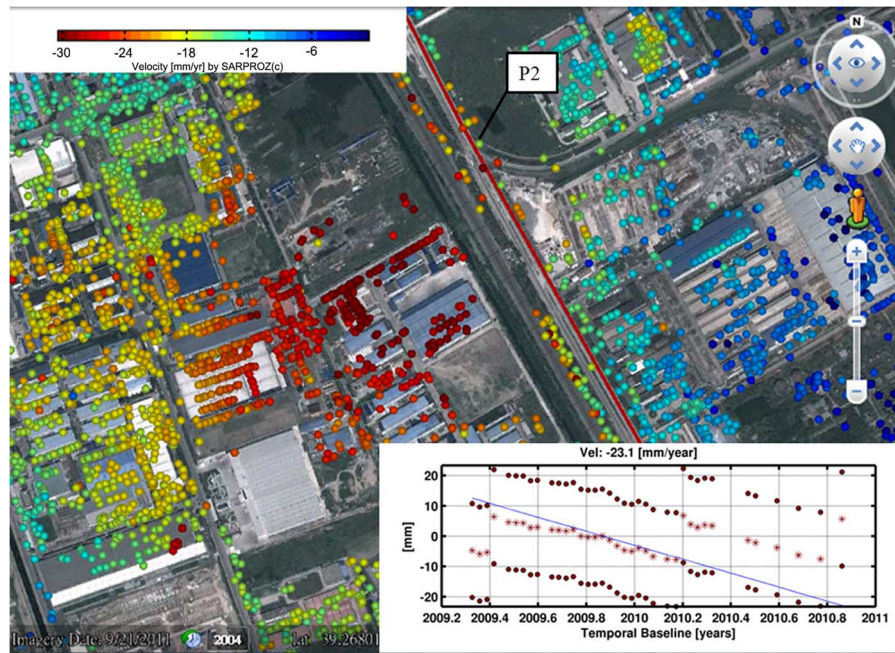 -30 -24 -18 -12 -6
Velocity [mm/yr] by SARPROZ(c)
N
P2
Vel: -23.1 [mm/year]
[mm]
20
10
0
-10
-20
2009.2 2009.4 2009.6 2009.8 2010 2010.2 2010.4 2010.6 2010.8 2011
Temporal Baseline [years]
Imagery Date: 9/21/2011 2004 lat 39.26801